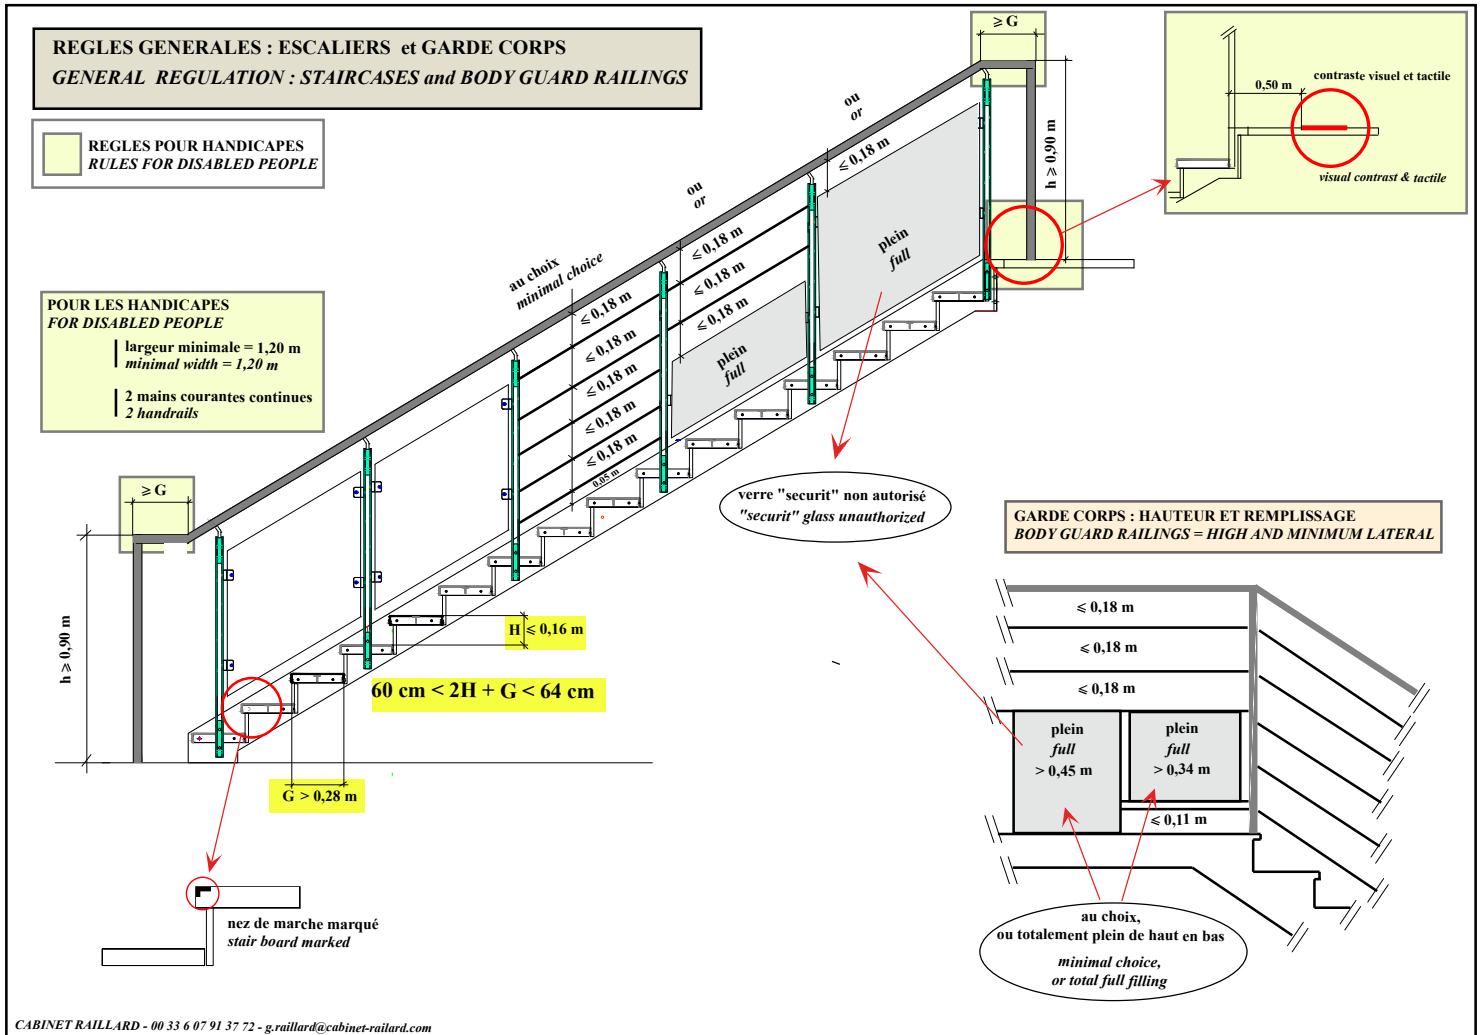 REGLES GENERALES : ESCALIERS et GARDE CORPS
GENERAL REGULATION : STAIRCASES and BODY GUARD RAILINGS
REGLES POUR HANDICAPES
RULES FOR DISABLED PEOPLE
≥ G
h ≥ 0,90 m
0,50 m
contraste visuel et tactile
visual contrast & tactile
POUR LES HANDICAPES
FOR DISABLED PEOPLE
largeur minimale = 1,20 m
minimal width = 1,20 m
2 mains courantes continues
2 handrails
au choix
minimal choice
ou
or
ou
or
≤ 0,18 m
≤ 0,18 m
≤ 0,18 m
≤ 0,18 m
≤ 0,18 m
0,05 m
≤ 0,18 m
≤ 0,18 m
≤ 0,18 m
plein
full
≤ 0,18 m
plein
full
≥ G
h ≥ 0,90 m
H ≤ 0,16 m
60 cm < 2H + G < 64 cm
G > 0,28 m
nez de marche marqué
stair board marked
verre "securit" non autorisé
"securit" glass unauthorized
GARDE CORPS : HAUTEUR ET REMPLISSAGE
BODY GUARD RAILINGS = HIGH AND MINIMUM LATERAL
≤ 0,18 m
≤ 0,18 m
≤ 0,18 m
plein
full
> 0,45 m
plein
full
> 0,34 m
≤ 0,11 m
au choix,
ou totalement plein de haut en bas
minimal choice,
or total full filling
CABINET RAILLARD - 00 33 6 07 91 37 72 - g.raillard@cabinet-railard.com